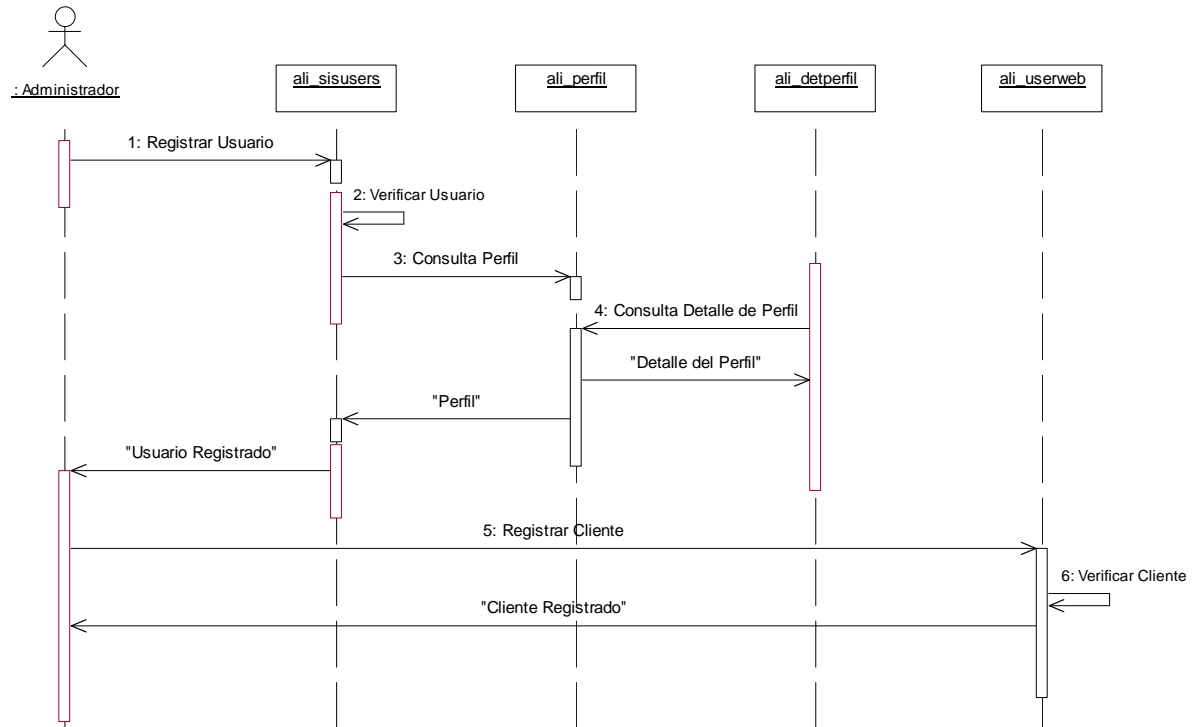 : Administrador
ali_sisusers
ali_perfil
ali_detperfil
ali_userweb
1: Registrar Usuario
2: Verificar Usuario
3: Consulta Perfil
4: Consulta Detalle de Perfil
"Detalle del Perfil"
"Perfil"
"Usuario Registrado"
5: Registrar Cliente
6: Verificar Cliente
"Cliente Registrado"